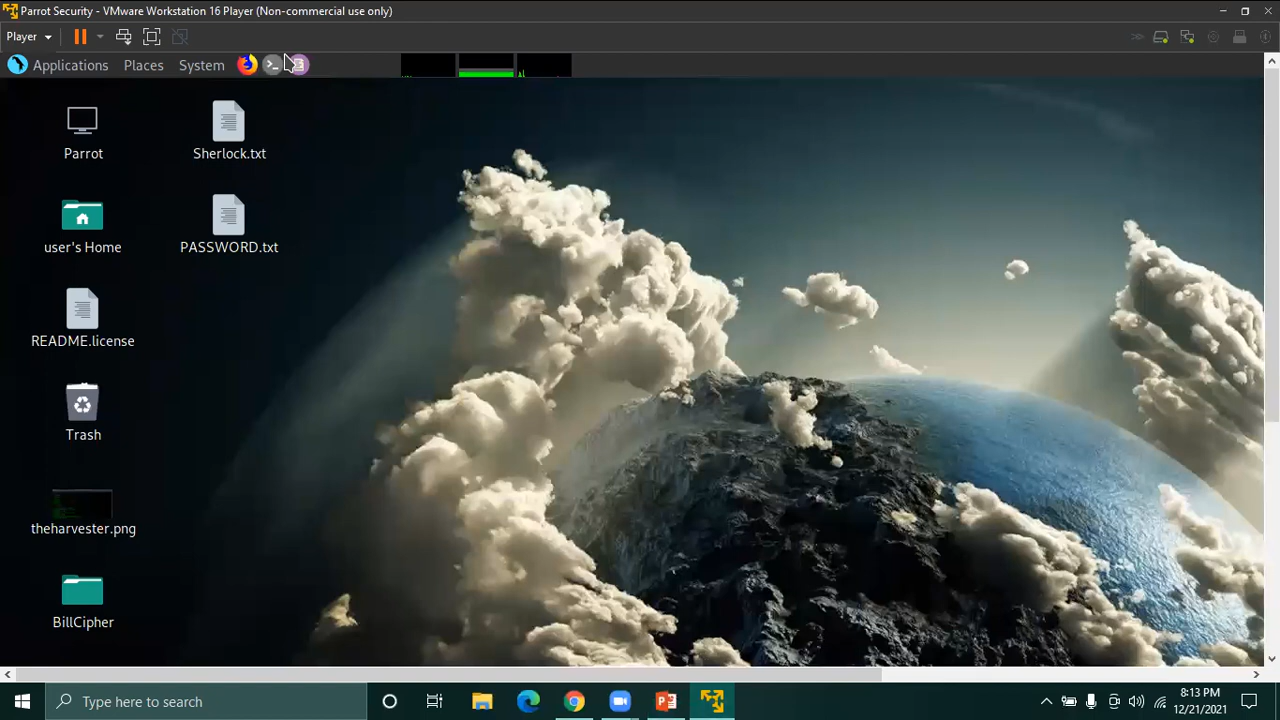 Parrot Security - VMware Workstation 16 Player (Non-commercial use only)
Player
Applications Places System
Parrot
Sherlock.txt
user's Home
PASSWORD.txt
README.license
Trash
theharvester.png
BillCipher
Type here to search
8:13 PM
12/21/2021